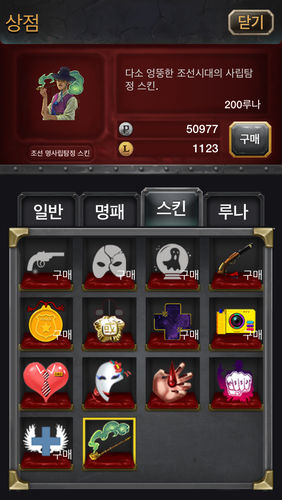 상점
닫기
다소 엉뚱한 조선시대의 사립탐
정 스킨.
200루나
조선 명사립탐정 스킨
P 50977
L 1123
구매
일반 명패 스킨 루나
구매 구매 구매 구매
구매 구매 구매 구매